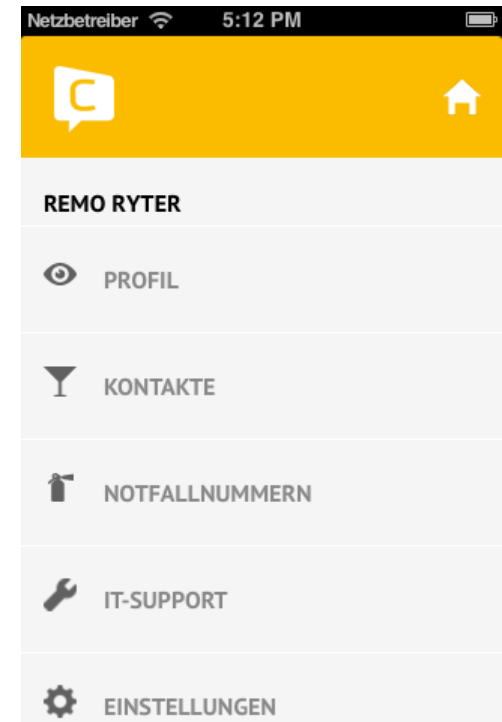 Netzbetreiber 5:12 PM
C
REMO RYTER
PROFIL
KONTAKTE
NOTFALLNUMMERN
IT-SUPPORT
EINSTELLUNGEN